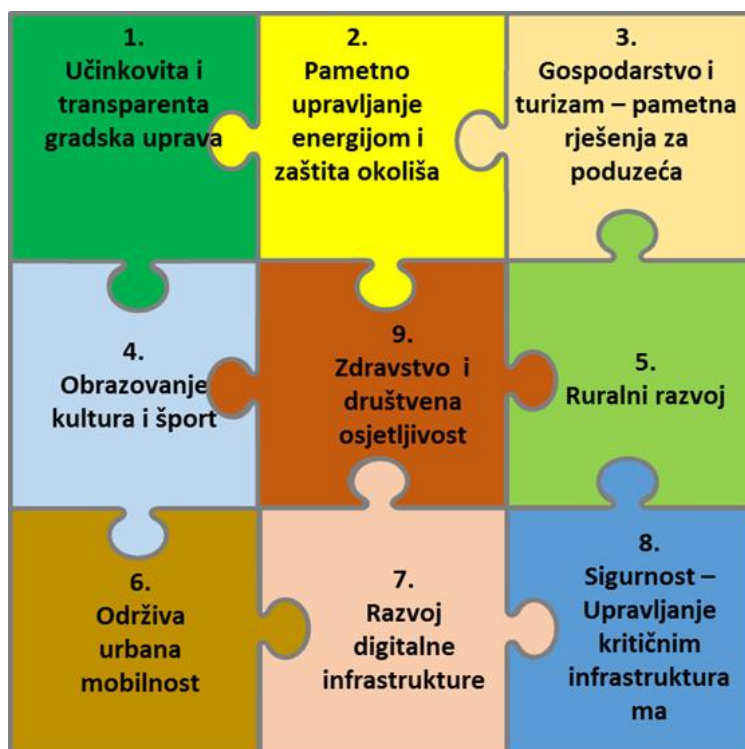 1.
Učinkovita i
transparenta
gradska uprava
2.
Pametno
upravljanje
energijom i
zaštita okoliša
3.
Gospodarstvo i
turizam – pametna
rješenja za
poduzeća
4.
Obrazovanje
kultura i šport
9.
Zdravstvo i
društvena
osjetljivost
5.
Ruralni razvoj
6.
Održiva
urbana
mobilnost
7.
Razvoj
digitalne
infrastrukture
8.
Sigurnost –
Upravljanje
kritičnim
infrastruktura
ma